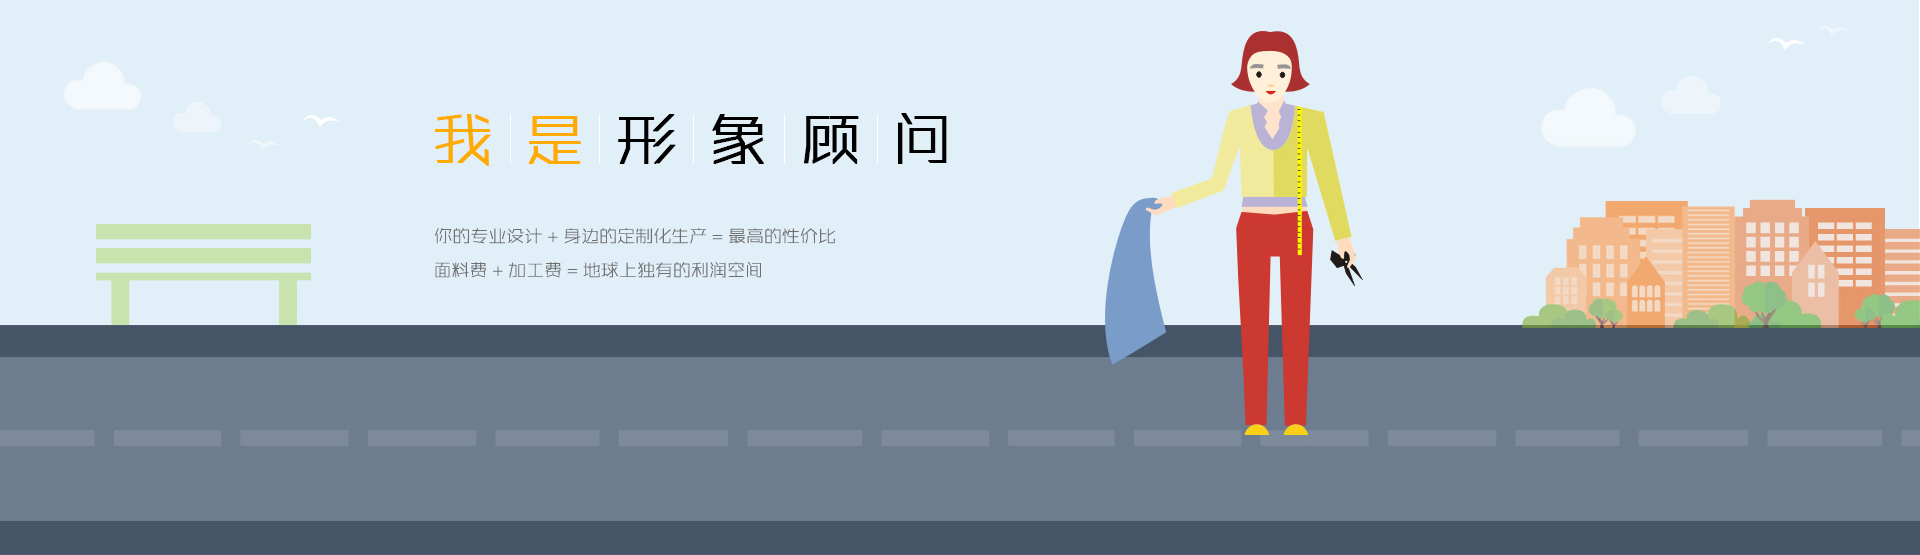 我是形象顾问
你的专业设计 + 身边的定制化生产 = 最高的性价比
面料费 + 加工费 = 地球上独有的利润空间